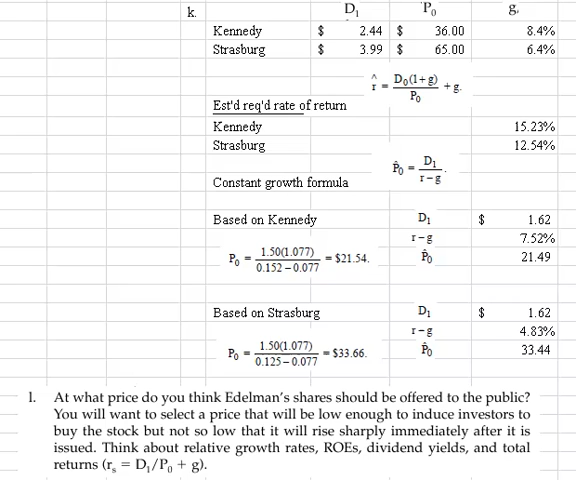 k. D₁ P₀ g.
Kennedy $ 2.44 $ 36.00 8.4%
Strasburg $ 3.99 $ 65.00 6.4%
r̂ = D₀(1+g) / P₀ + g.
Est'd req'd rate of return
Kennedy 15.23%
Strasburg 12.54%
P̂₀ = D₁ / r-g .
Constant growth formula
Based on Kennedy D₁ $ 1.62
r-g 7.52%
P₀ = 1.50(1.077) / 0.152-0.077 = $21.54. P̂₀ 21.49
Based on Strasburg D₁ $ 1.62
r-g 4.83%
P₀ = 1.50(1.077) / 0.125-0.077 = $33.66. P̂₀ 33.44
l. At what price do you think Edelman's shares should be offered to the public?
You will want to select a price that will be low enough to induce investors to
buy the stock but not so low that it will rise sharply immediately after it is
issued. Think about relative growth rates, ROEs, dividend yields, and total
returns (rₛ = D₁/P₀ + g).